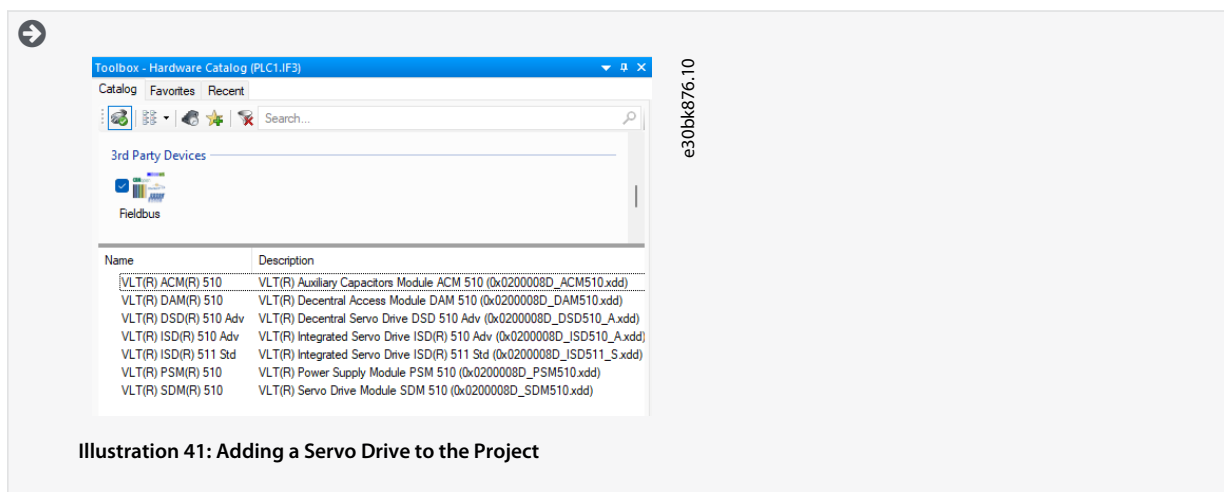 Toolbox - Hardware Catalog (PLC1.IF3)
Catalog Favorites Recent
Search...
3rd Party Devices
Fieldbus
Name Description
VLT(R) ACM(R) 510 VLT(R) Auxiliary Capacitors Module ACM 510 (0x0200008D_ACM510.xdd)
VLT(R) DAM(R) 510 VLT(R) Decentral Access Module DAM 510 (0x0200008D_DAM510.xdd)
VLT(R) DSD(R) 510 Adv VLT(R) Decentral Servo Drive DSD 510 Adv (0x0200008D_DSD510_A.xdd)
VLT(R) ISD(R) 510 Adv VLT(R) Integrated Servo Drive ISD(R) 510 Adv (0x0200008D_ISD510_A.xdd)
VLT(R) ISD(R) 511 Std VLT(R) Integrated Servo Drive ISD(R) 511 Std (0x0200008D_ISD511_S.xdd)
VLT(R) PSM(R) 510 VLT(R) Power Supply Module PSM 510 (0x0200008D_PSM510.xdd)
VLT(R) SDM(R) 510 VLT(R) Servo Drive Module SDM 510 (0x0200008D_SDM510.xdd)
e30bk876.10
Illustration 41: Adding a Servo Drive to the Project